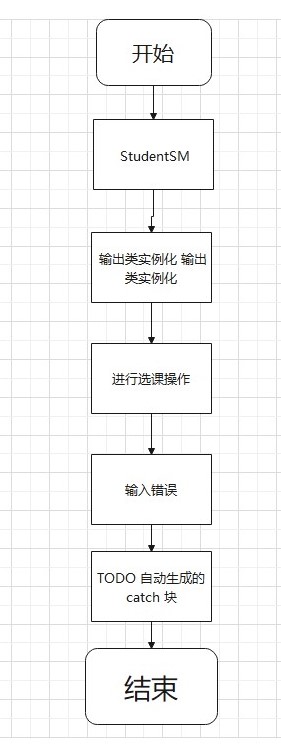 开始
StudentSM
输出类实例化 输出
类实例化
进行选课操作
输入错误
TODO 自动生成的
catch 块
结束